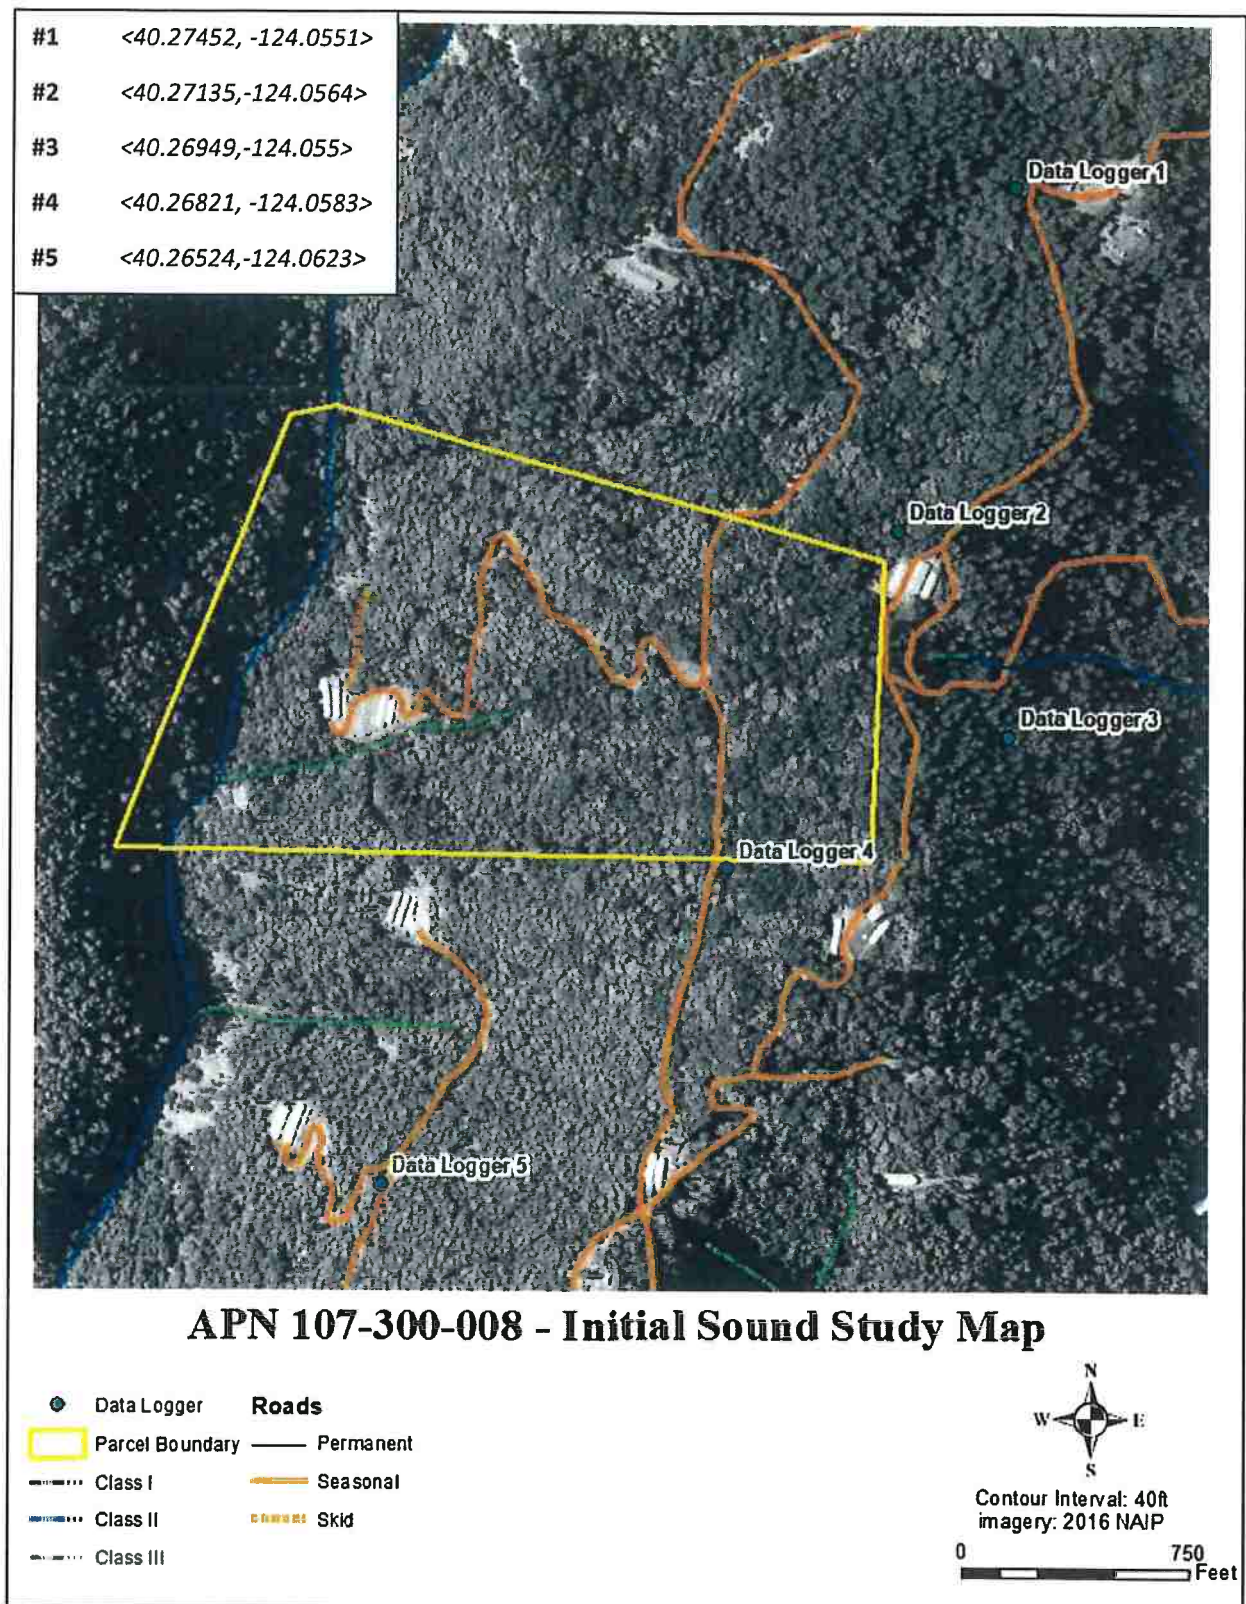 #1 <40.27452, -124.0551>
#2 <40.27135,-124.0564>
#3 <40.26949,-124.055>
#4 <40.26821, -124.0583>
#5 <40.26524,-124.0623>
Data Logger 1
Data Logger 2
Data Logger 3
Data Logger 4
Data Logger 5
APN 107-300-008 - Initial Sound Study Map
Data Logger
Parcel Boundary
Class I
Class II
Class III
Roads
Permanent
Seasonal
Skid
N
W E
S
Contour Interval: 40ft
imagery: 2016 NAIP
0 750
Feet